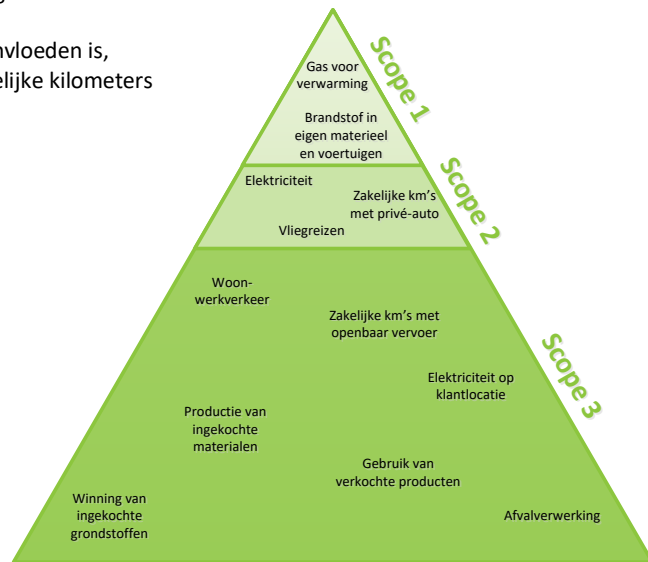 nvloeden is,
elijke kilometers
Gas voor
verwarming
Brandstof in
eigen materieel
en voertuigen
Scope 1
Elektriciteit
Zakelijke km's
met privé-auto
Vliegreizen
Scope 2
Woon-
werkverkeer
Zakelijke km's met
openbaar vervoer
Elektriciteit op
klantlocatie
Scope 3
Productie van
ingekochte
materialen
Gebruik van
verkochte producten
Winning van
ingekochte
grondstoffen
Afvalverwerking